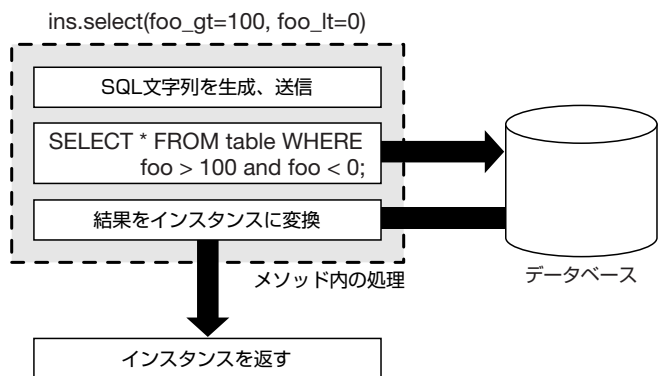 ins.select(foo_gt=100, foo_lt=0)
SQL文字列を生成、送信
SELECT * FROM table WHERE
foo > 100 and foo < 0;
結果をインスタンスに変換
メソッド内の処理
データベース
インスタンスを返す